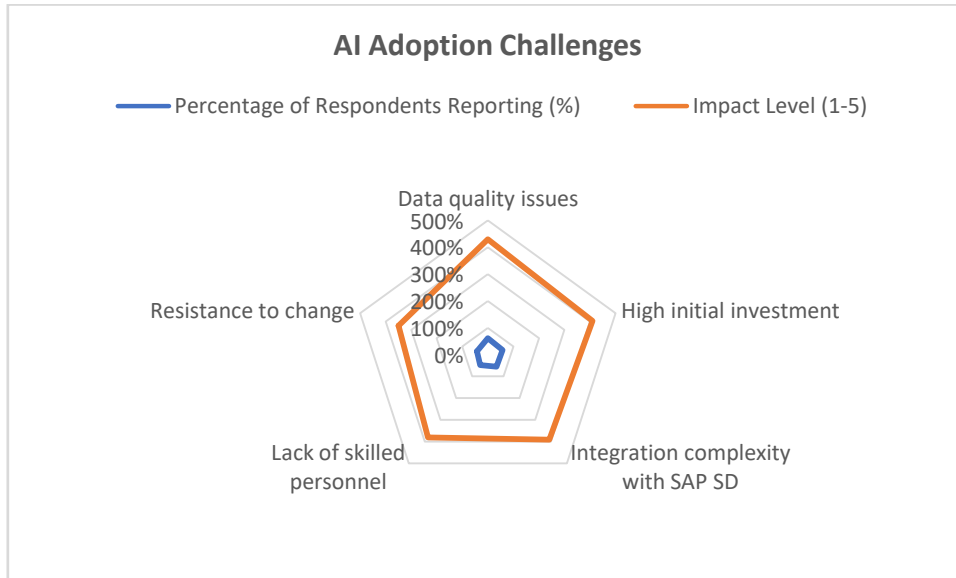 AI Adoption Challenges
Percentage of Respondents Reporting (%)
Impact Level (1-5)
Data quality issues
500%
400%
300%
200%
100%
0%
High initial investment
Integration complexity
with SAP SD
Lack of skilled
personnel
Resistance to change